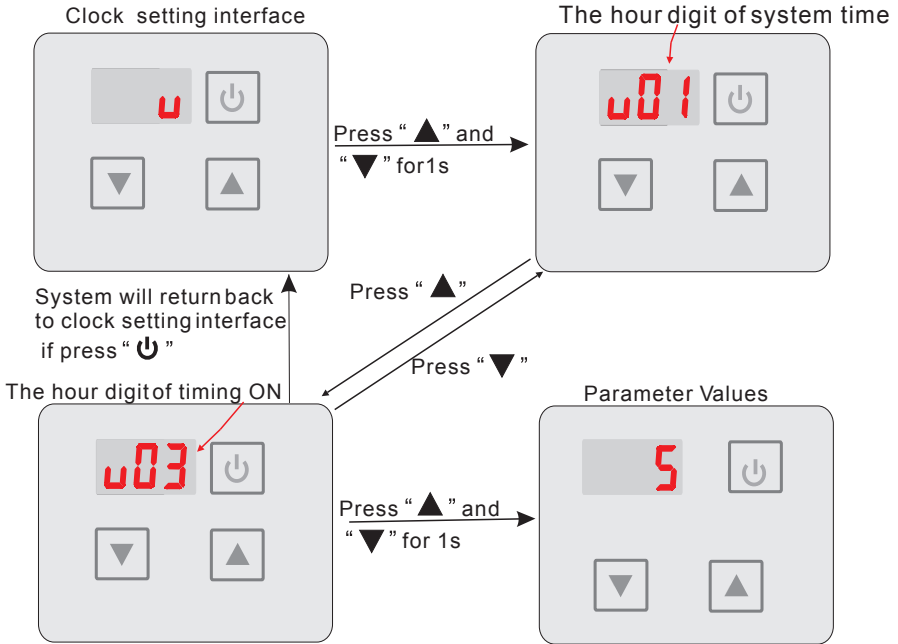 Clock setting interface
The hour digit of system time
u
u01
Press “ ▲ ” and
“ ▼ ” for1s
System will return back
to clock setting interface
if press “ ⏻ ”
Press “ ▲ ”
Press “ ▼ ”
The hour digit of timing ON
Parameter Values
u03
5
Press “ ▲ ” and
“ ▼ ” for 1s